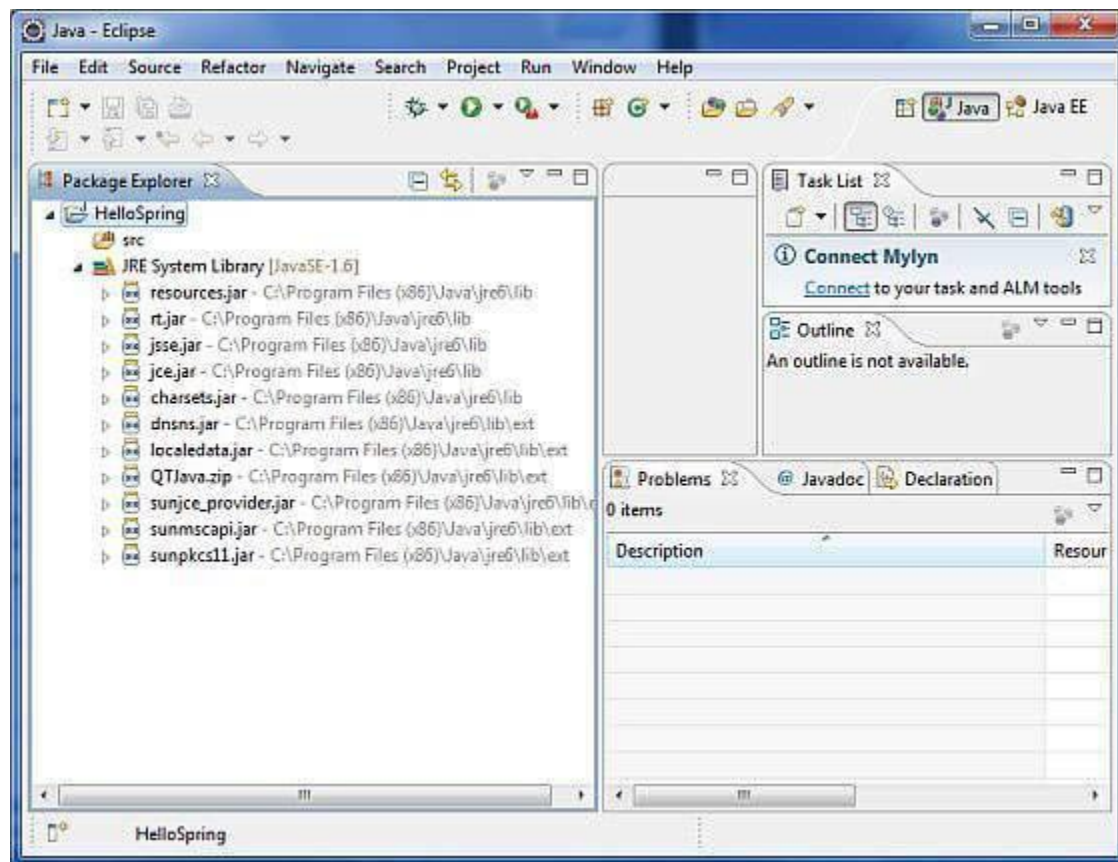 Java - Eclipse
File Edit Source Refactor Navigate Search Project Run Window Help
Java Java EE
Package Explorer
HelloSpring
src
JRE System Library [JavaSE-1.6]
resources.jar - C:\Program Files (x86)\Java\jre6\lib
rt.jar - C:\Program Files (x86)\Java\jre6\lib
jsse.jar - C:\Program Files (x86)\Java\jre6\lib
jce.jar - C:\Program Files (x86)\Java\jre6\lib
charsets.jar - C:\Program Files (x86)\Java\jre6\lib
dnsns.jar - C:\Program Files (x86)\Java\jre6\lib\ext
localedata.jar - C:\Program Files (x86)\Java\jre6\lib\ext
QTJava.zip - C:\Program Files (x86)\Java\jre6\lib\ext
sunjce_provider.jar - C:\Program Files (x86)\Java\jre6\lib\e
sunmscapi.jar - C:\Program Files (x86)\Java\jre6\lib\ext
sunpkcs11.jar - C:\Program Files (x86)\Java\jre6\lib\ext
Task List
Connect Mylyn
Connect to your task and ALM tools
Outline
An outline is not available.
Problems Javadoc Declaration
0 items
Description Resour
HelloSpring